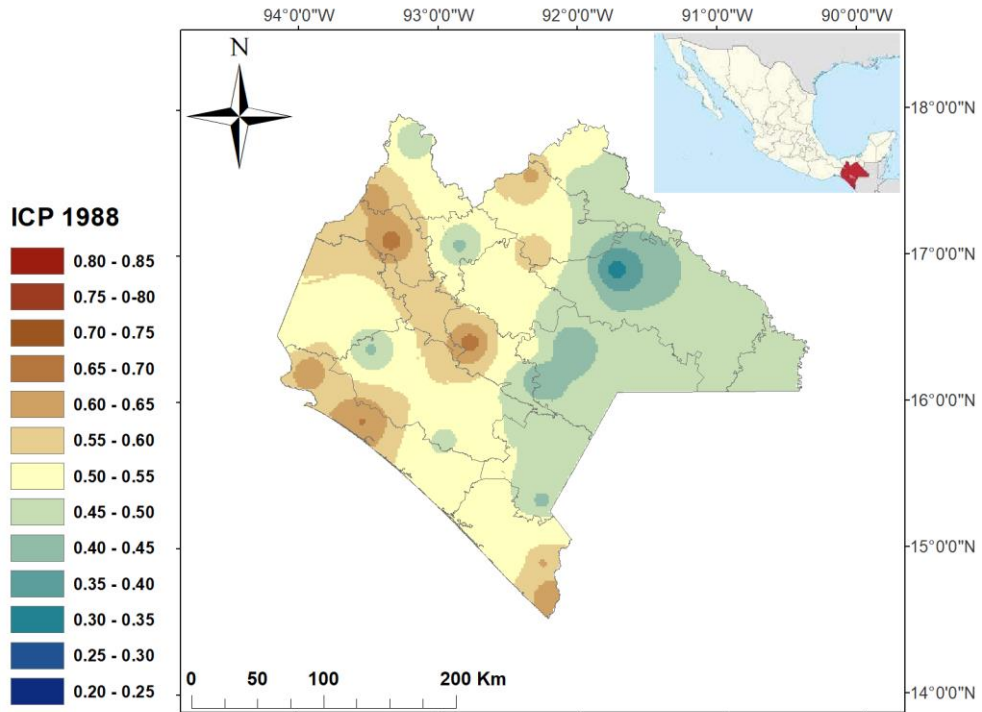 94°0'0"W 93°0'0"W 92°0'0"W 91°0'0"W 90°0'0"W
N
18°0'0"N
ICP 1988
0.80 - 0.85
0.75 - 0-80
0.70 - 0.75
0.65 - 0.70
0.60 - 0.65
0.55 - 0.60
0.50 - 0.55
0.45 - 0.50
0.40 - 0.45
0.35 - 0.40
0.30 - 0.35
0.25 - 0.30
0.20 - 0.25
17°0'0"N
16°0'0"N
15°0'0"N
14°0'0"N
0 50 100 200 Km